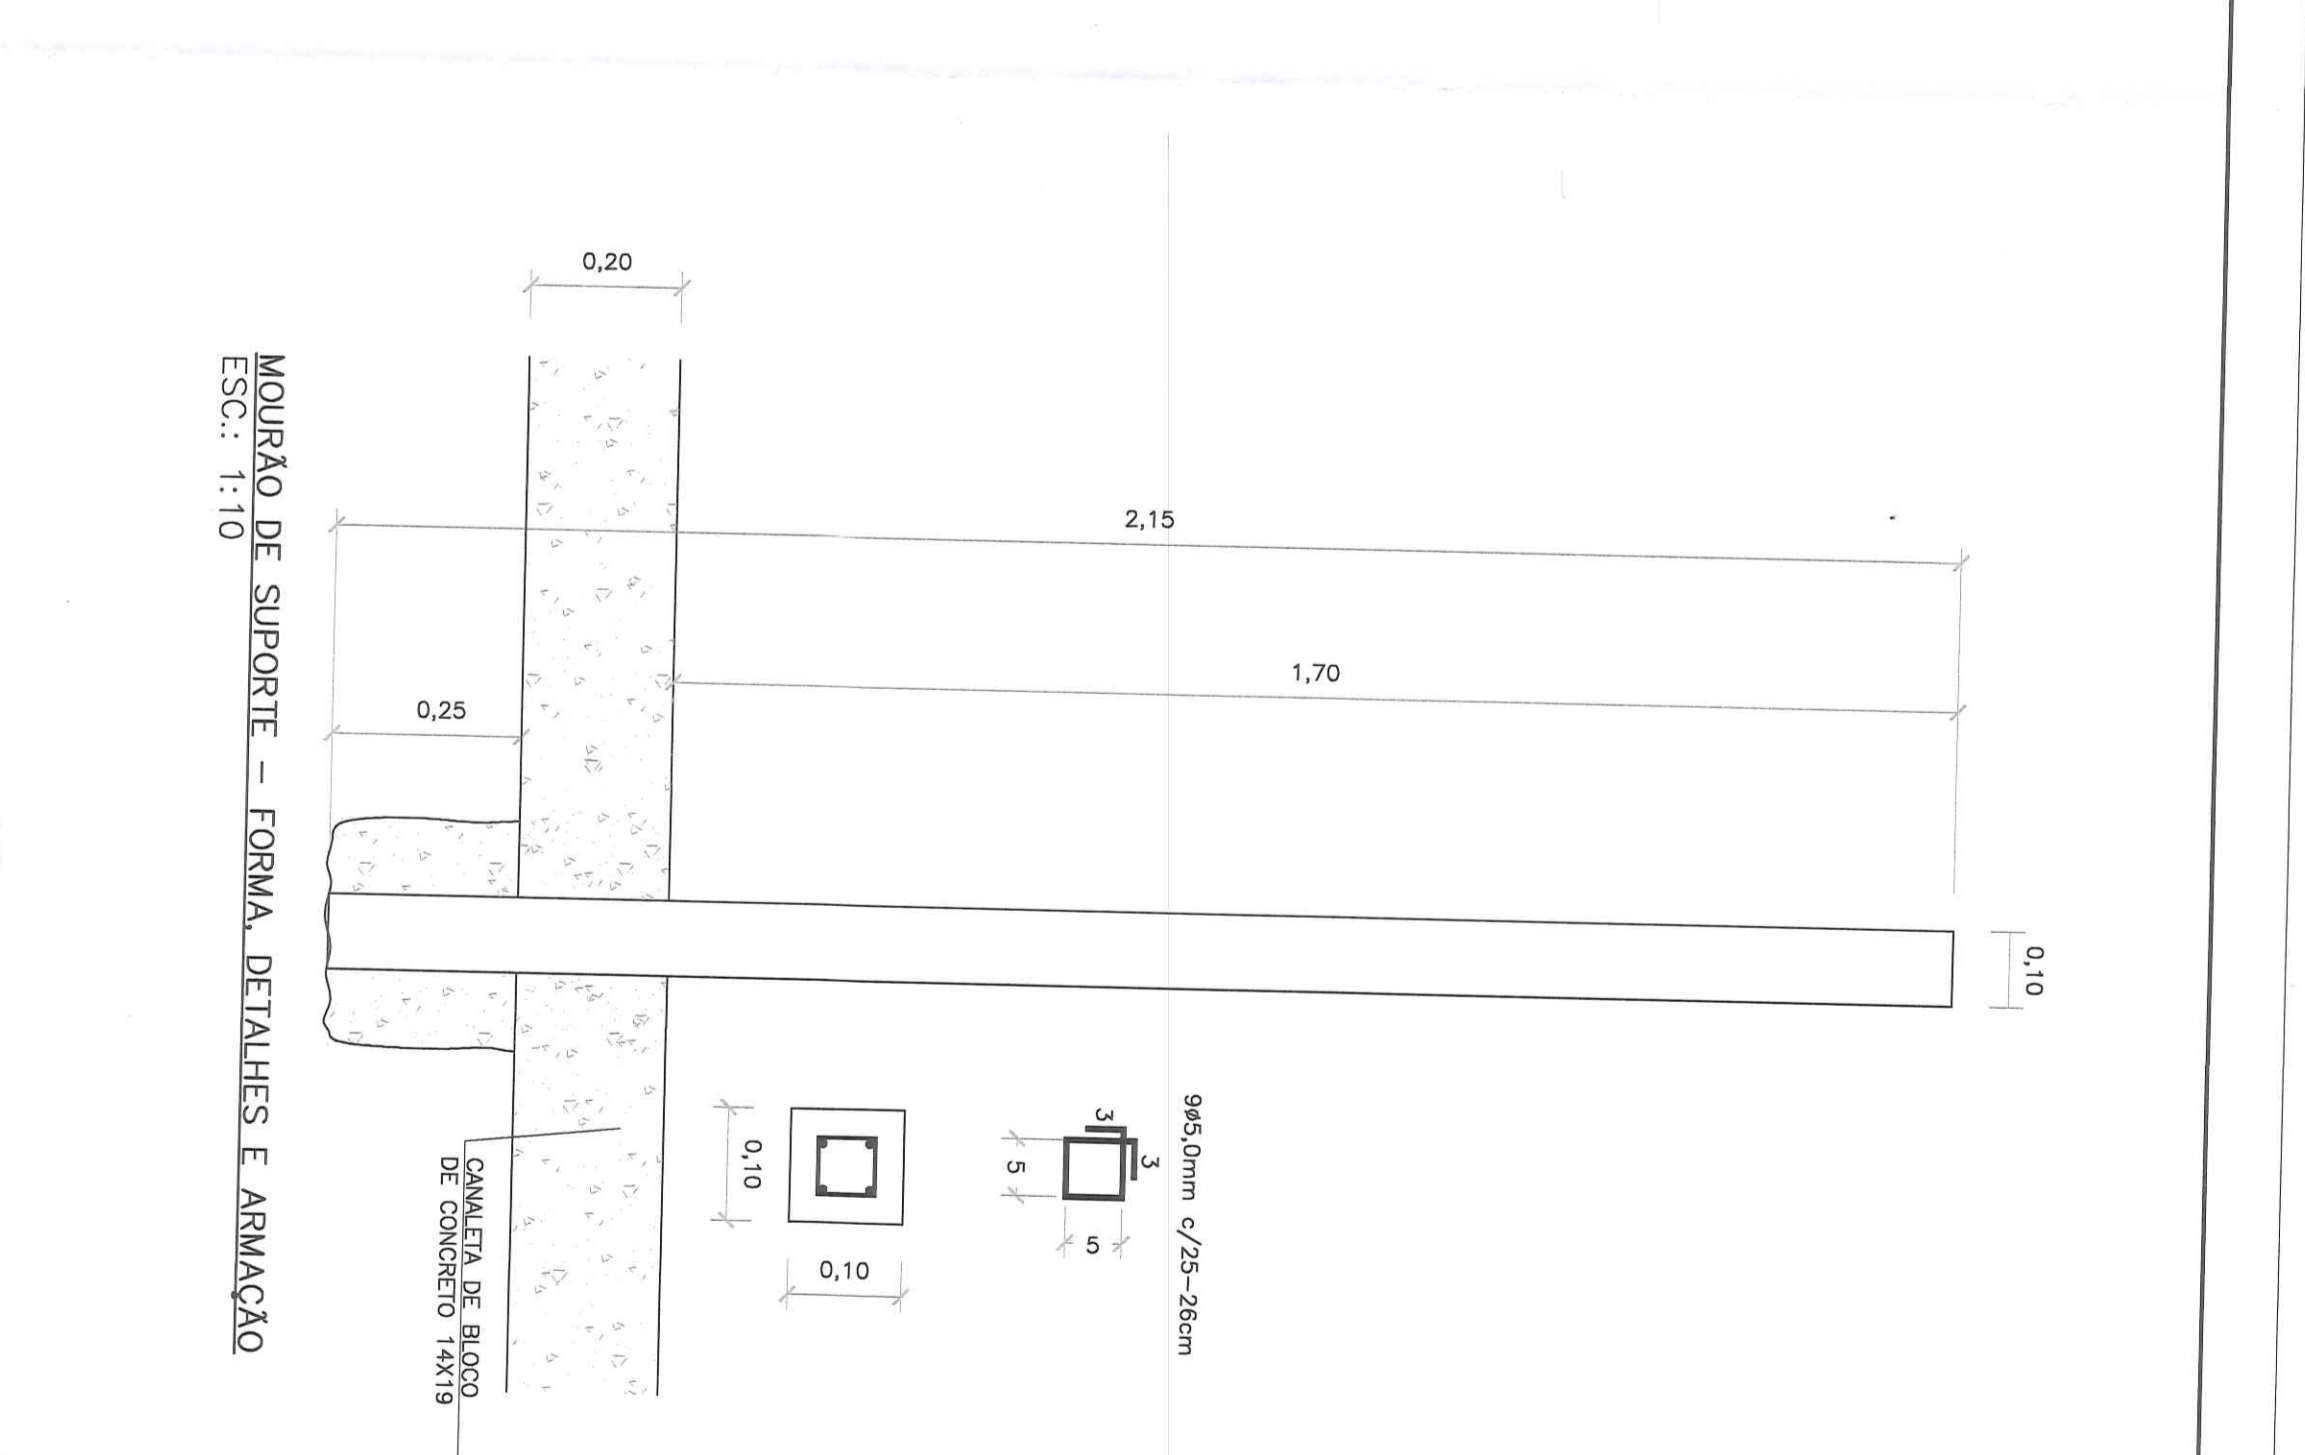 0,10
2,15
1,70
0,20
0,25
9ø5,0mm c/25-26cm
3
3
5
5
0,10
0,10
CANALETA DE BLOCO
DE CONCRETO 14X19
MOURÃO DE SUPORTE - FORMA, DETALHES E ARMAÇÃO
ESC.: 1:10